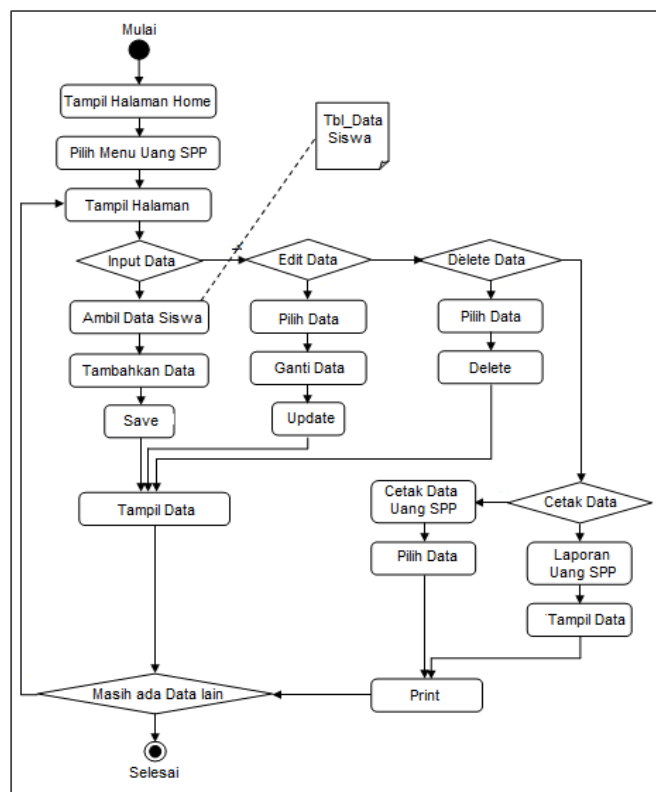 Mulai
Tampil Halaman Home
Pilih Menu Uang SPP
Tbl_Data
Siswa
Tampil Halaman
Input Data
Edit Data
Delete Data
Ambil Data Siswa
Pilih Data
Pilih Data
Tambahkan Data
Ganti Data
Delete
Save
Update
Tampil Data
Cetak Data
Uang SPP
Cetak Data
Pilih Data
Laporan
Uang SPP
Tampil Data
Masih ada Data lain
Print
Selesai